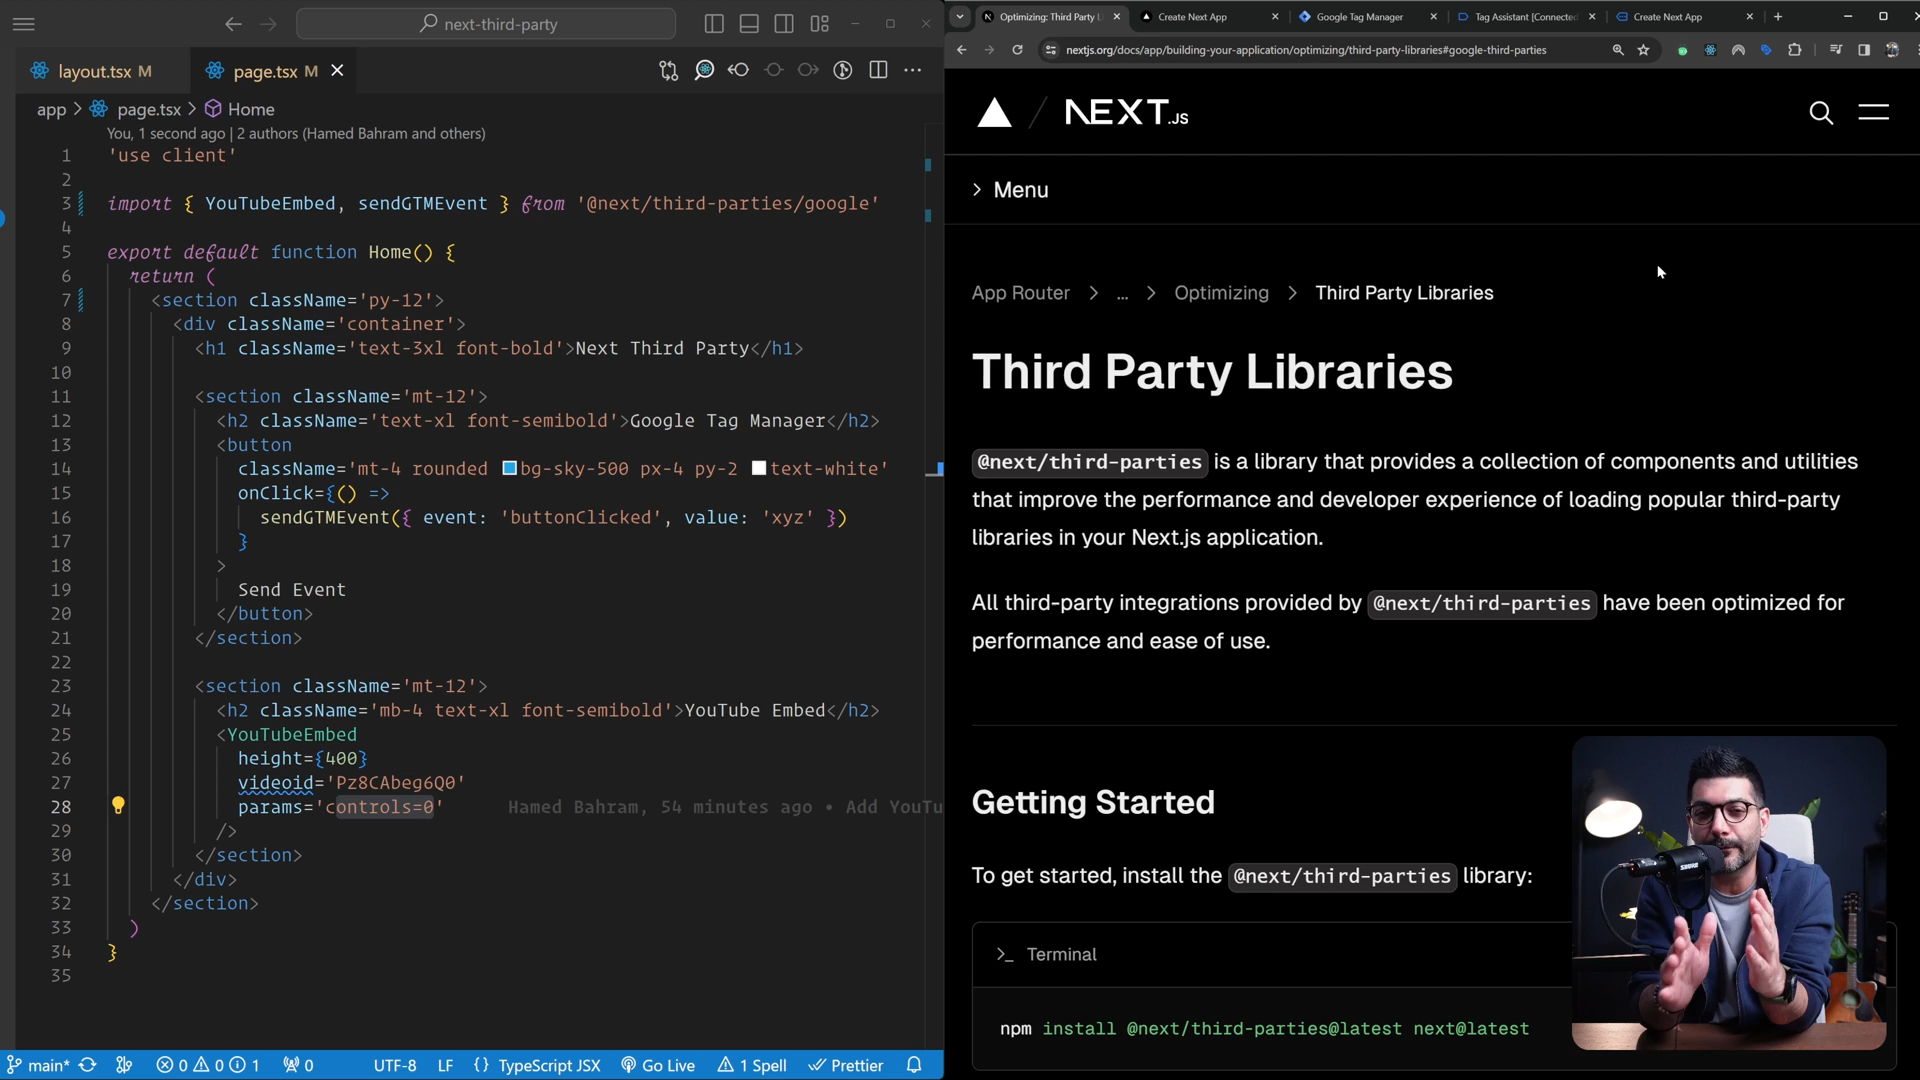 next-third-party
layout.tsx M
page.tsx M
app > page.tsx > Home
You, 1 second ago | 2 authors (Hamed Bahram and others)
1 'use client'
2
3 import { YouTubeEmbed, sendGTMEvent } from '@next/third-parties/google'
4
5 export default function Home() {
6 return (
7 <section className='py-12'>
8 <div className='container'>
9 <h1 className='text-3xl font-bold'>Next Third Party</h1>
10
11 <section className='mt-12'>
12 <h2 className='text-xl font-semibold'>Google Tag Manager</h2>
13 <button
14 className='mt-4 rounded bg-sky-500 px-4 py-2 text-white'
15 onClick={() =>
16 sendGTMEvent({ event: 'buttonClicked', value: 'xyz' })
17 }
18 >
19 Send Event
20 </button>
21 </section>
22
23 <section className='mt-12'>
24 <h2 className='mb-4 text-xl font-semibold'>YouTube Embed</h2>
25 <YouTubeEmbed
26 height={400}
27 videoid='Pz8CAbeg6Q0'
28 params='controls=0' Hamed Bahram, 54 minutes ago • Add YouTu
29 />
30 </section>
31 </div>
32 </section>
33 )
34 }
35
main* 0 0 1 0 UTF-8 LF {} TypeScript JSX Go Live 1 Spell Prettier
Optimizing: Third Party L
Create Next App
Google Tag Manager
Tag Assistant [Connected]
Create Next App
nextjs.org/docs/app/building-your-application/optimizing/third-party-libraries#google-third-parties
NEXT.JS
> Menu
App Router > ... > Optimizing > Third Party Libraries
Third Party Libraries
@next/third-parties is a library that provides a collection of components and utilities
that improve the performance and developer experience of loading popular third-party
libraries in your Next.js application.
All third-party integrations provided by @next/third-parties have been optimized for
performance and ease of use.
Getting Started
To get started, install the @next/third-parties library:
>_ Terminal
npm install @next/third-parties@latest next@latest
SHURE